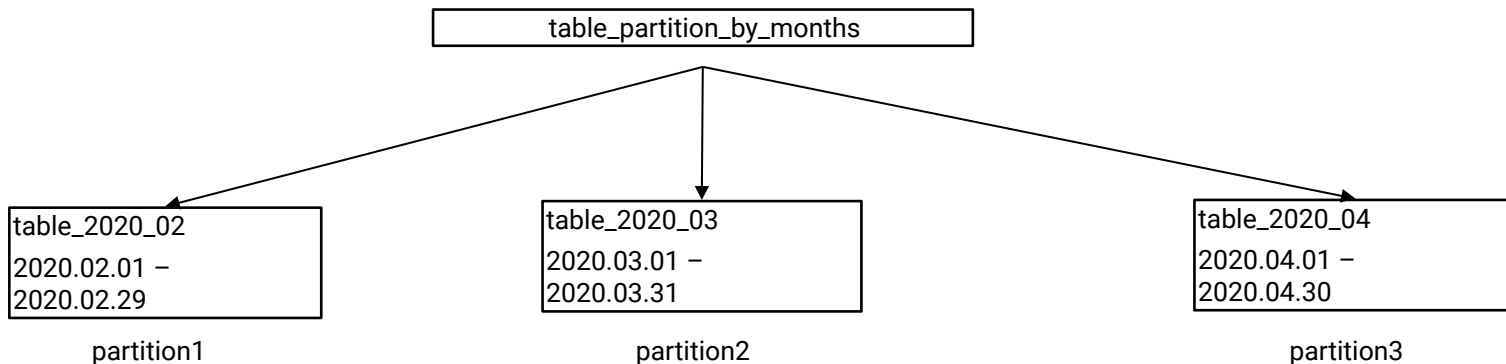 table_partition_by_months
table_2020_02
2020.02.01 –
2020.02.29
partition1
table_2020_03
2020.03.01 –
2020.03.31
partition2
table_2020_04
2020.04.01 –
2020.04.30
partition3